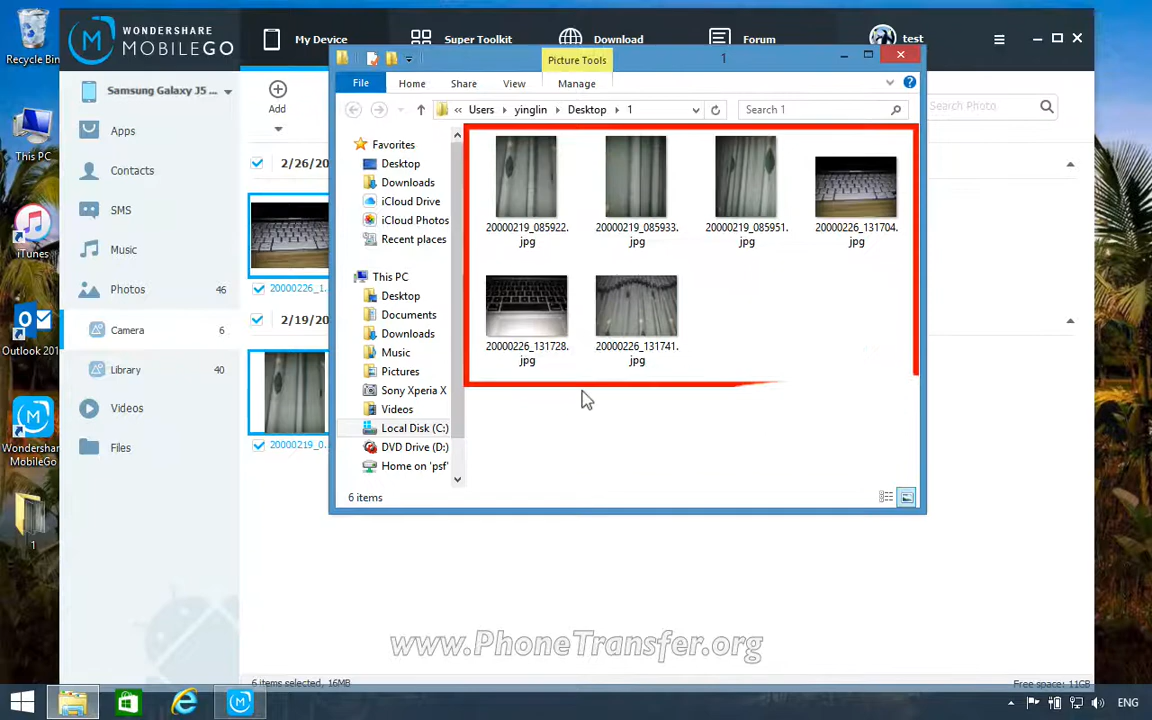 Recycle Bin
This PC
iTunes
Outlook 201
Wondershare
MobileGo
1
WONDERSHARE
MOBILEGO
My Device
Super Toolkit
Download
Forum
test
Samsung Galaxy J5 ...
Apps
Contacts
SMS
Music
Photos 46
Camera 6
Library 40
Videos
Files
Add
Search Photo
2/26/20
20000226_1.
2/19/20
20000219_0.
Picture Tools
1
File
Home
Share
View
Manage
« Users
yinglin
Desktop
1
Search 1
Favorites
Desktop
Downloads
iCloud Drive
iCloud Photos
Recent places
This PC
Desktop
Documents
Downloads
Music
Pictures
Sony Xperia X
Videos
Local Disk (C:)
DVD Drive (D:)
Home on 'psf'
20000219_085922.
jpg
20000219_085933.
jpg
20000219_085951.
jpg
20000226_131704.
jpg
20000226_131728.
jpg
20000226_131741.
jpg
6 items
www.PhoneTransfer.org
6 items selected, 16MB
Free space: 11GB
ENG